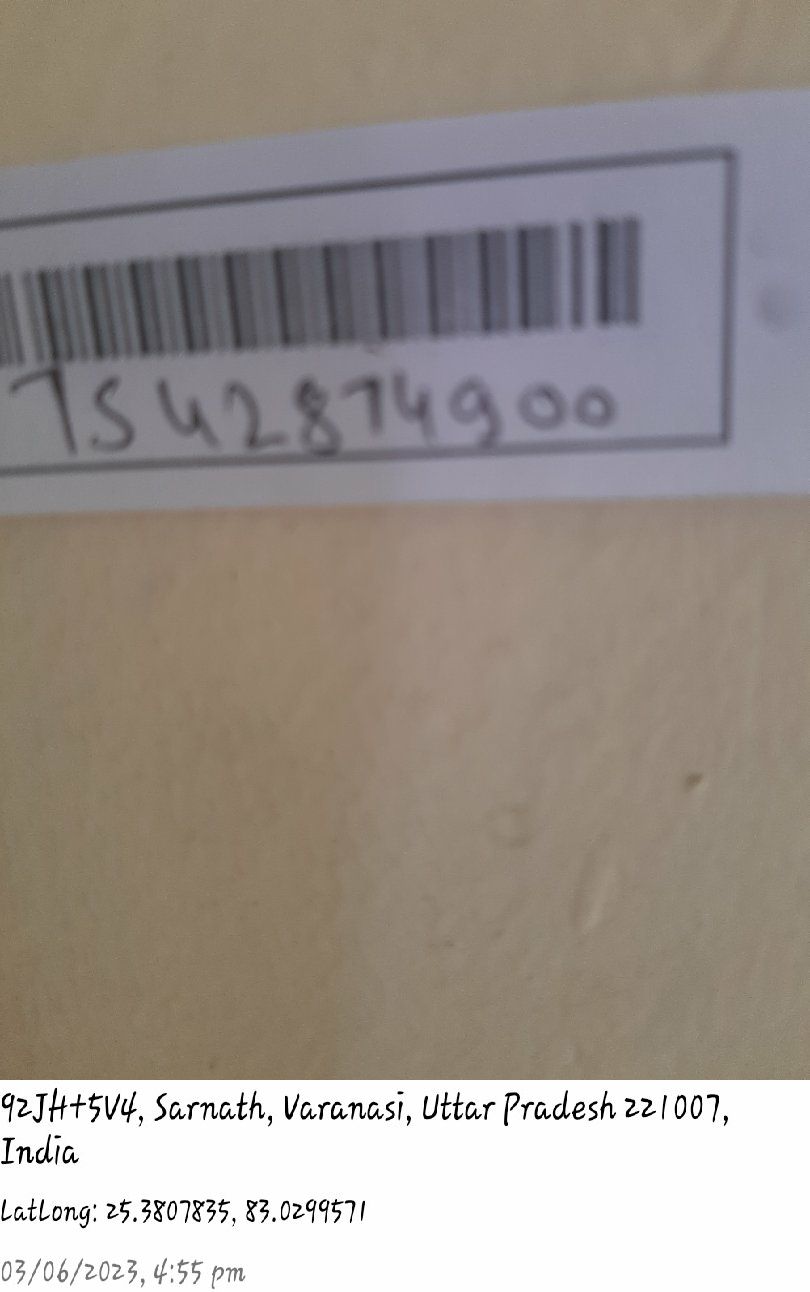 7542874900
92JH+5V4, Sarnath, Varanasi, Uttar Pradesh 221007,
India
LatLong: 25.3807835, 83.0299571
03/06/2023, 4:55 pm